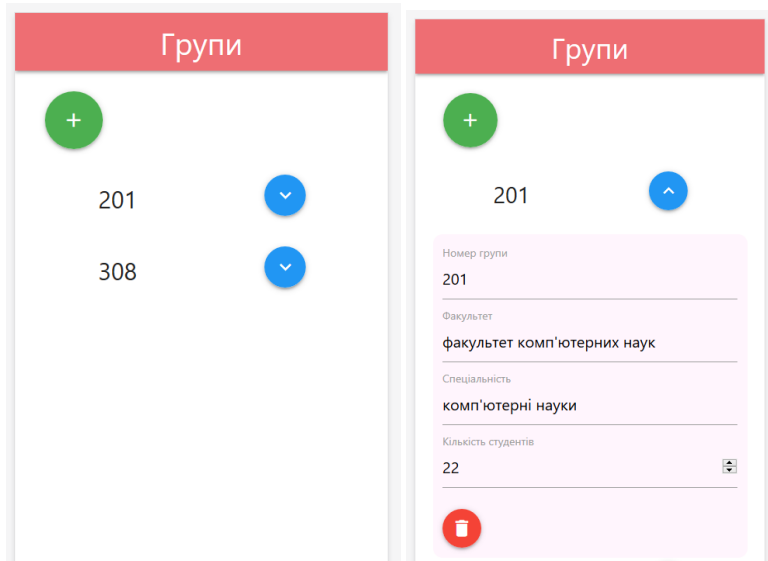 Групи
+
201
308
Групи
+
201
Номер групи
201
Факультет
факультет комп'ютерних наук
Спеціальність
комп'ютерні науки
Кількість студентів
22